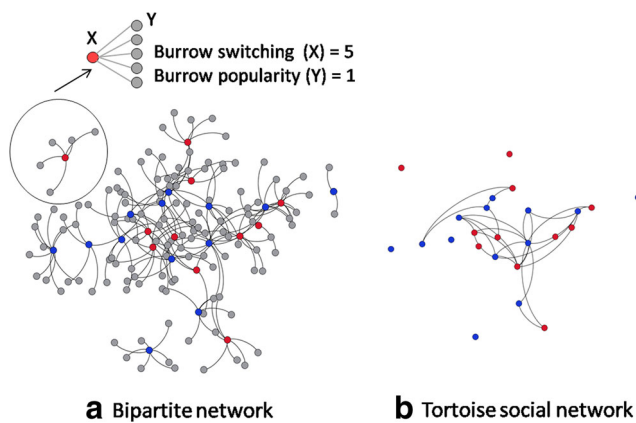 Y
X
Burrow switching (X) = 5
Burrow popularity (Y) = 1
a Bipartite network
b Tortoise social network